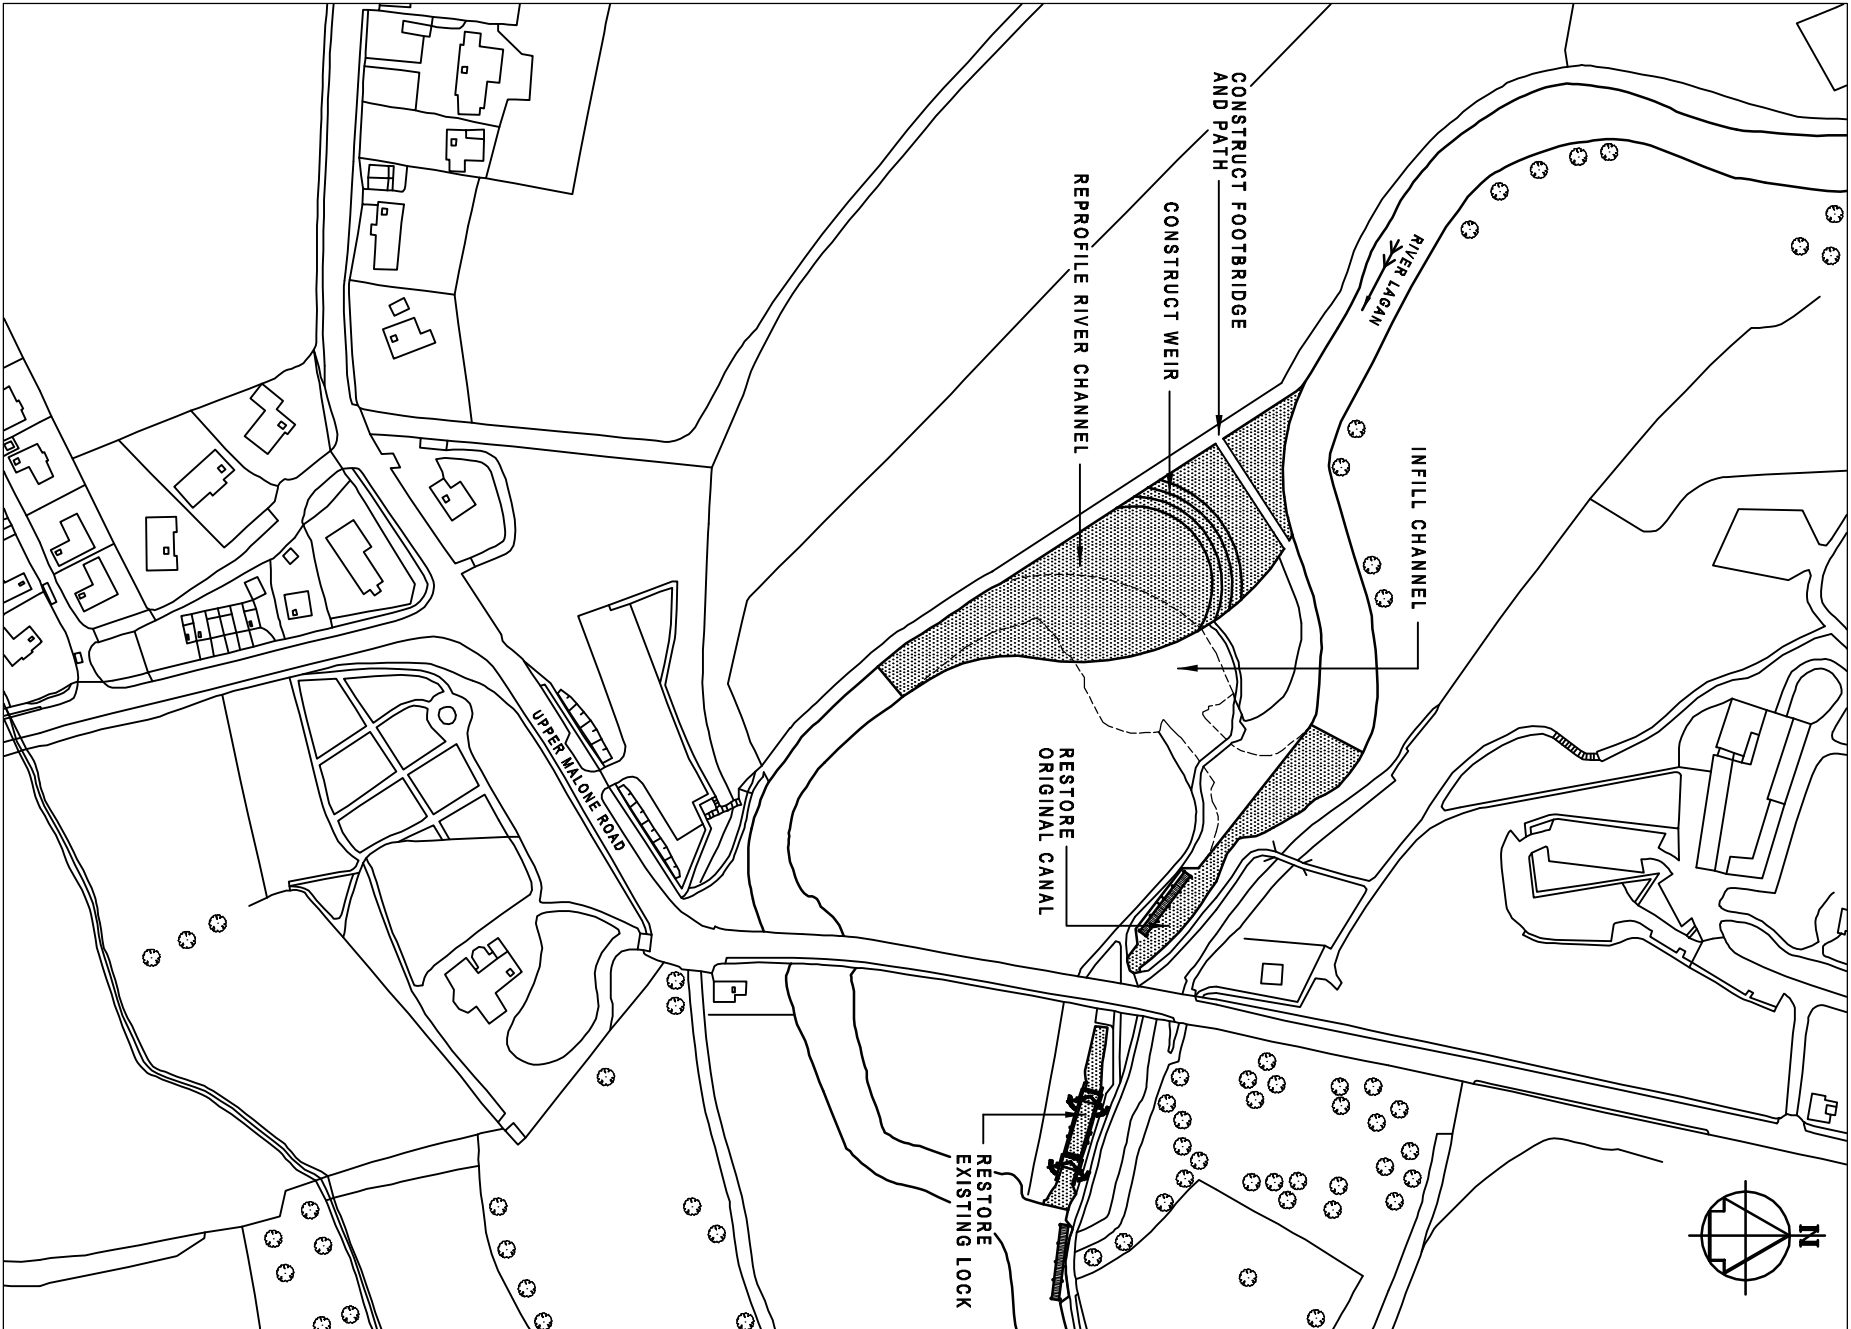 CONSTRUCT FOOTBRIDGE
AND PATH
CONSTRUCT WEIR
REPROFILE RIVER CHANNEL
RIVER LAGAN
INFILL CHANNEL
RESTORE
ORIGINAL CANAL
UPPER MALONE ROAD
RESTORE
EXISTING LOCK
N